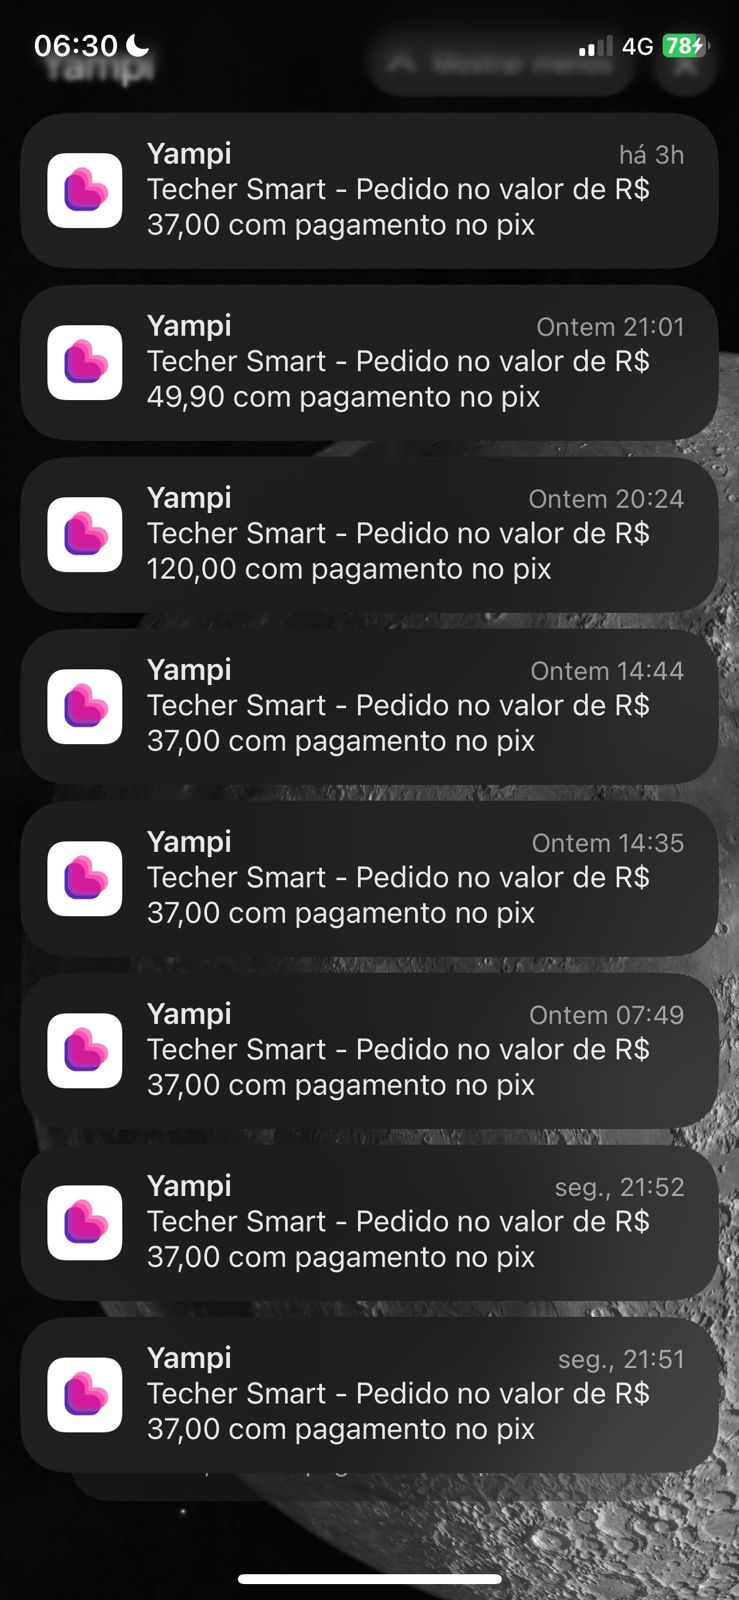 06:30
4G
78
Yampi
Mostrar menos
Yampi
há 3h
Techer Smart - Pedido no valor de R$
37,00 com pagamento no pix
Yampi
Ontem 21:01
Techer Smart - Pedido no valor de R$
49,90 com pagamento no pix
Yampi
Ontem 20:24
Techer Smart - Pedido no valor de R$
120,00 com pagamento no pix
Yampi
Ontem 14:44
Techer Smart - Pedido no valor de R$
37,00 com pagamento no pix
Yampi
Ontem 14:35
Techer Smart - Pedido no valor de R$
37,00 com pagamento no pix
Yampi
Ontem 07:49
Techer Smart - Pedido no valor de R$
37,00 com pagamento no pix
Yampi
seg., 21:52
Techer Smart - Pedido no valor de R$
37,00 com pagamento no pix
Yampi
seg., 21:51
Techer Smart - Pedido no valor de R$
37,00 com pagamento no pix